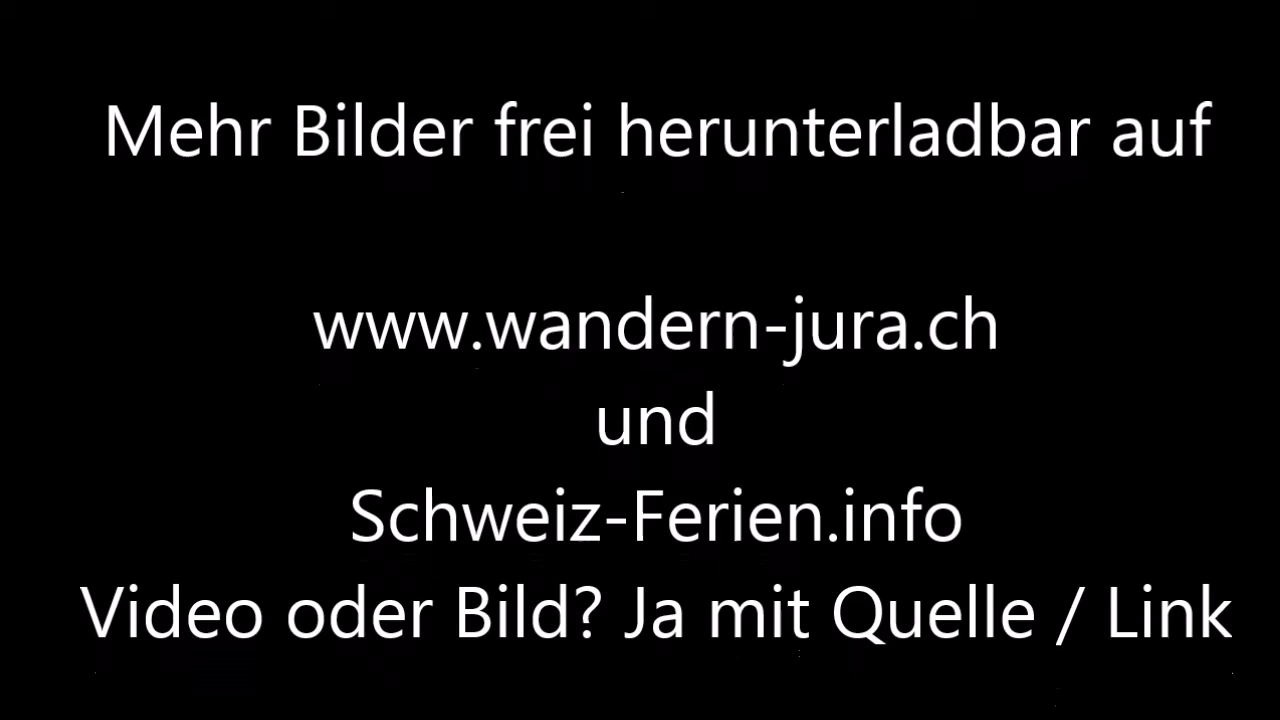 Mehr Bilder frei herunterladbar auf
www.wandern-jura.ch
und
Schweiz-Ferien.info
Video oder Bild? Ja mit Quelle / Link